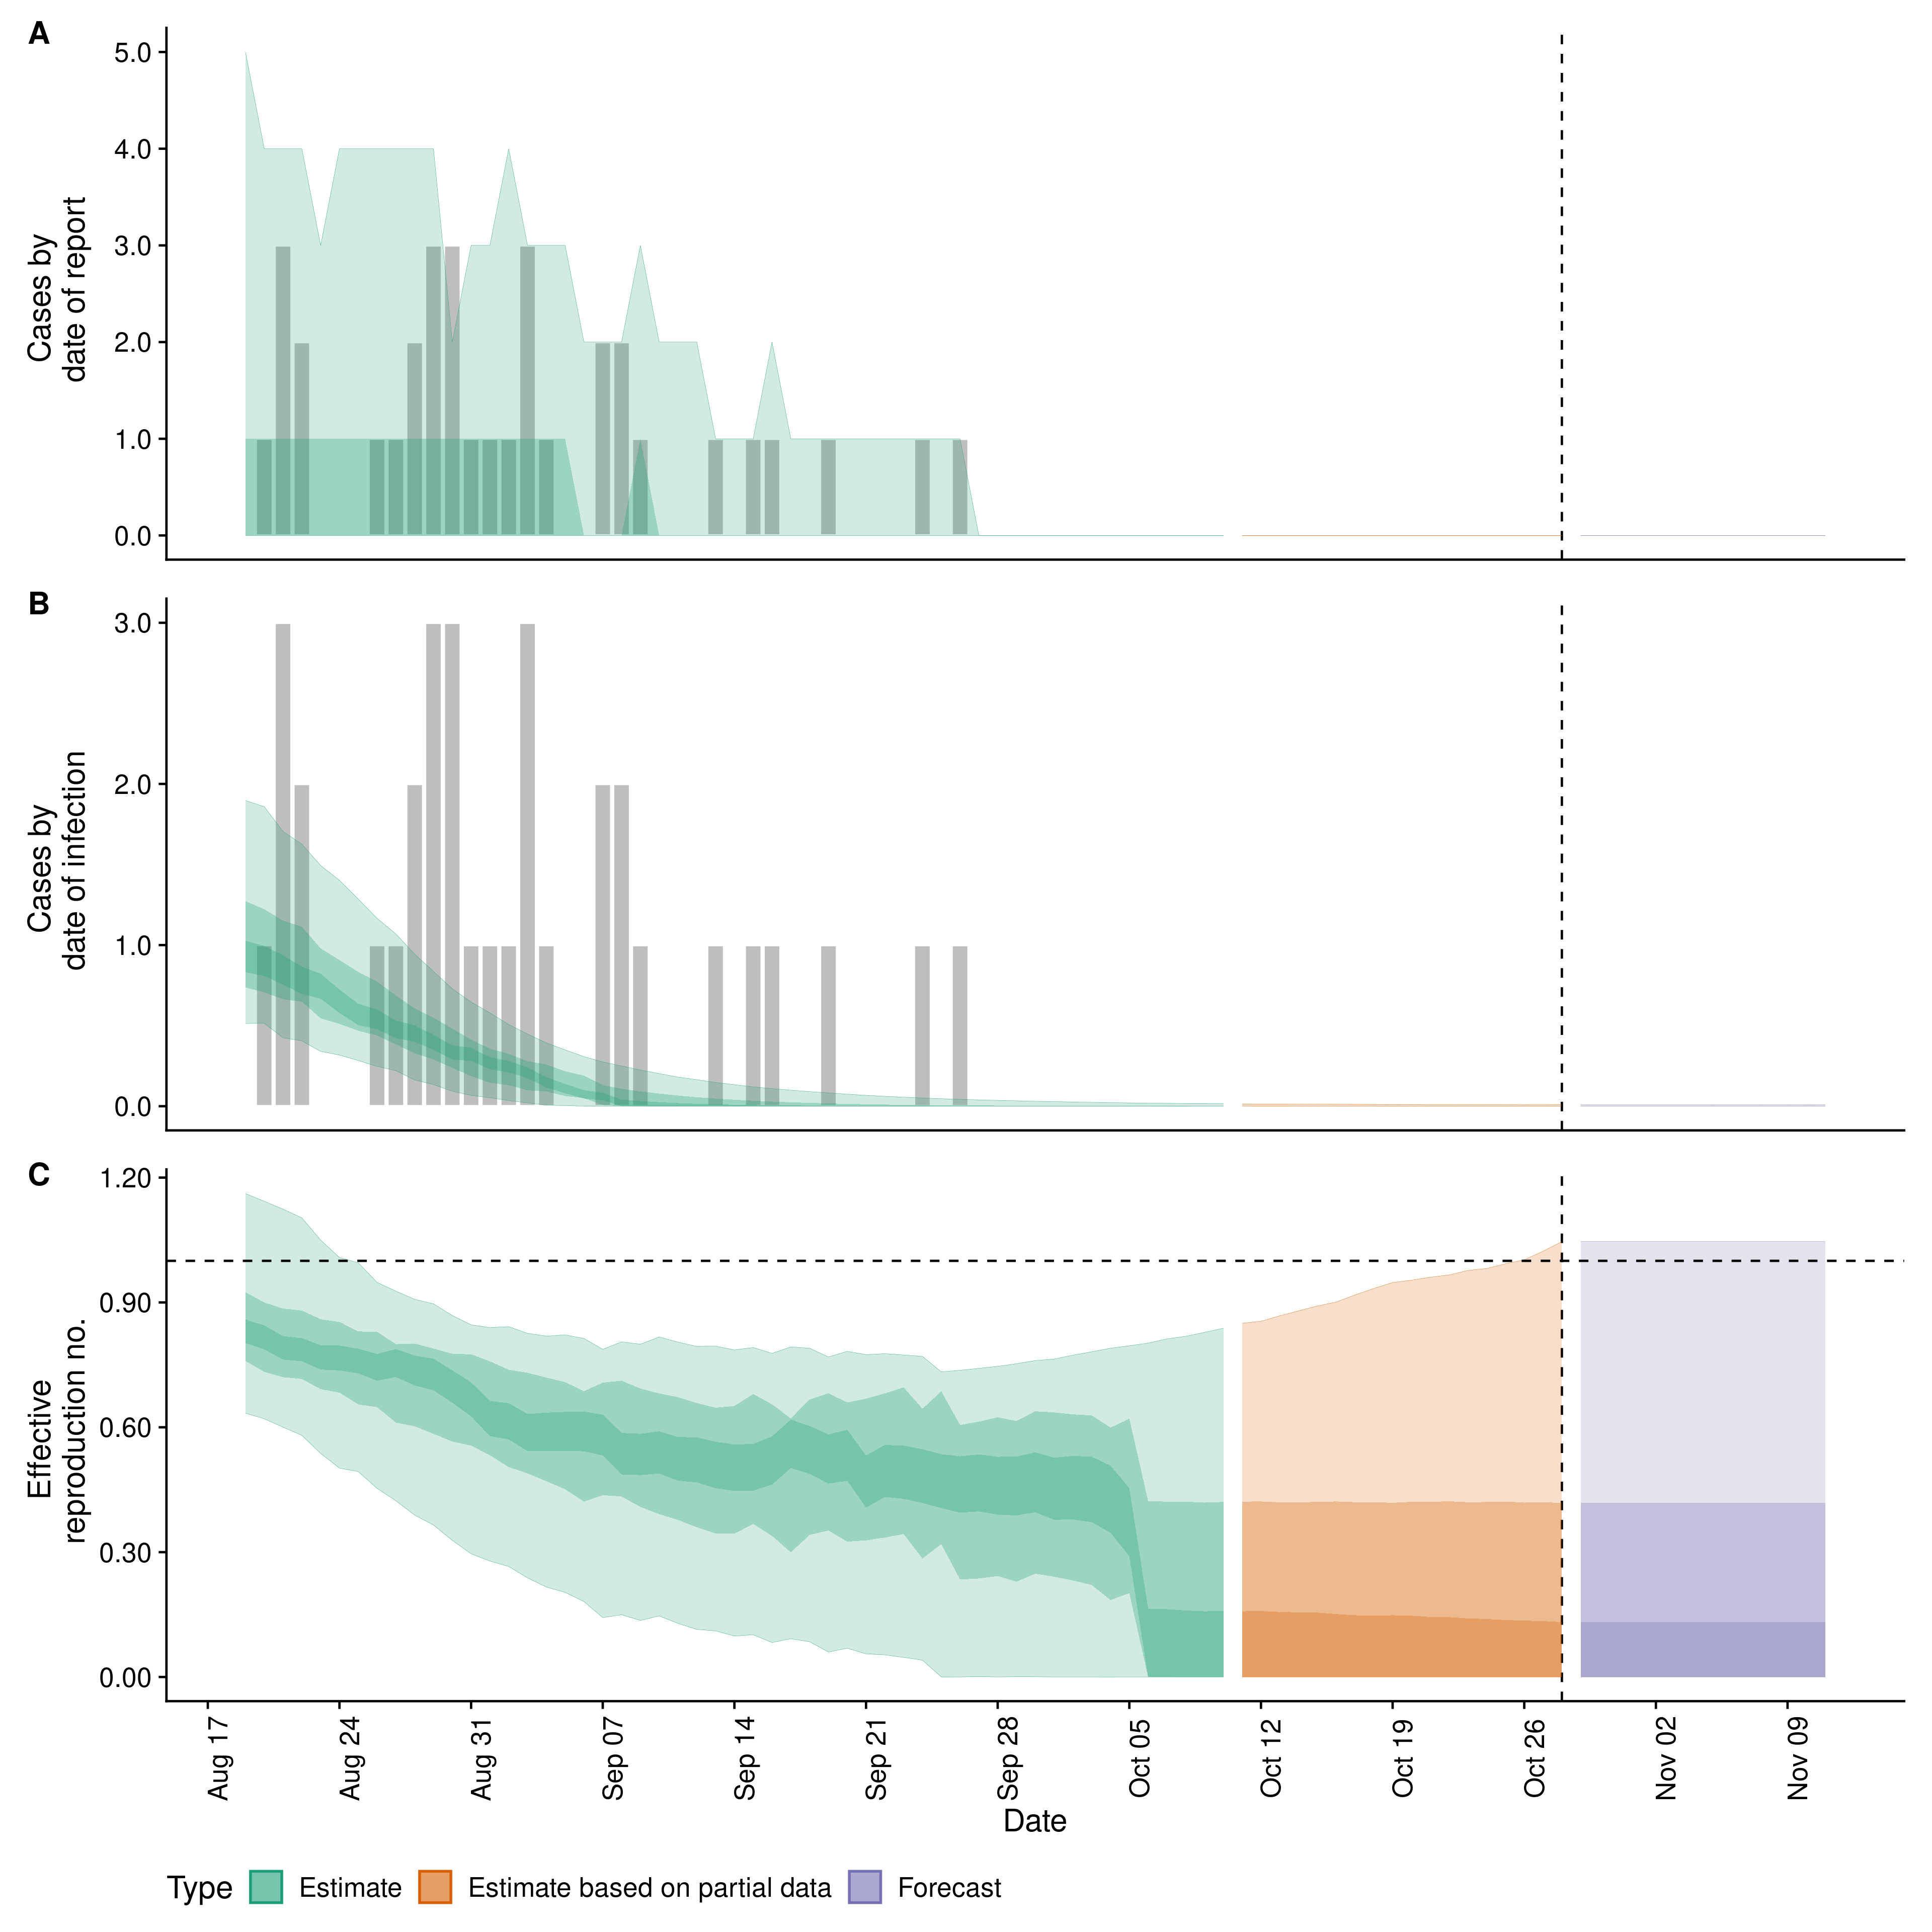 A
5.0
4.0
3.0
2.0
1.0
0.0
Cases by
date of report
B
3.0
2.0
1.0
0.0
Cases by
date of infection
C
1.20
0.90
0.60
0.30
0.00
Effective
reproduction no.
Aug 17
Aug 24
Aug 31
Sep 07
Sep 14
Sep 21
Sep 28
Oct 05
Oct 12
Oct 19
Oct 26
Nov 02
Nov 09
Date
Type Estimate Estimate based on partial data Forecast